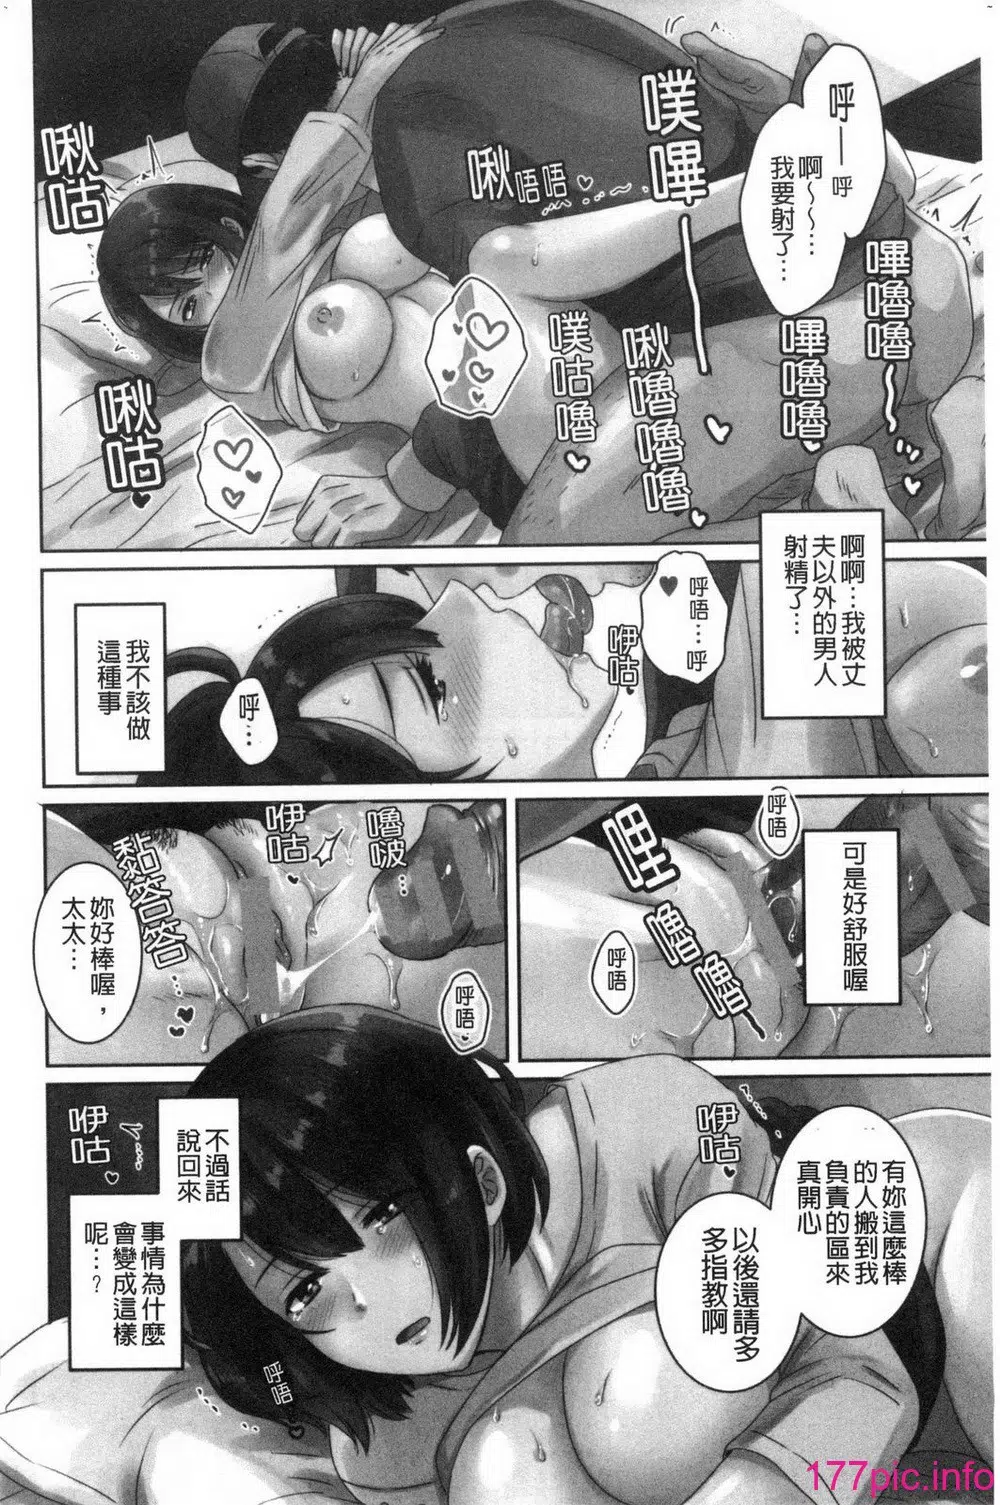 呼——呼
啊～～…
我要射了…
噗嗶——
嗶嚕嚕～
嗶嚕嚕
啾嚕嚕嚕
噗咕嚕
啾唔唔
啾咕
啾咕
啊啊…我被丈
夫以外的男人
射精了…
呼唔…呼
咿咕
呼…
我不該做
這種事
可是好舒服喔
呼唔
呼唔
嚕啵…
咿咕
黏答答
呼唔
妳好棒喔，
太太…
有妳這麼棒
的人搬到我
負責的區來
真開心
以後還請多
多指教啊
咿咕
咿咕
不過話
說回來
事情為什麼
會變成這樣
呢…?
呼唔
177pic.info